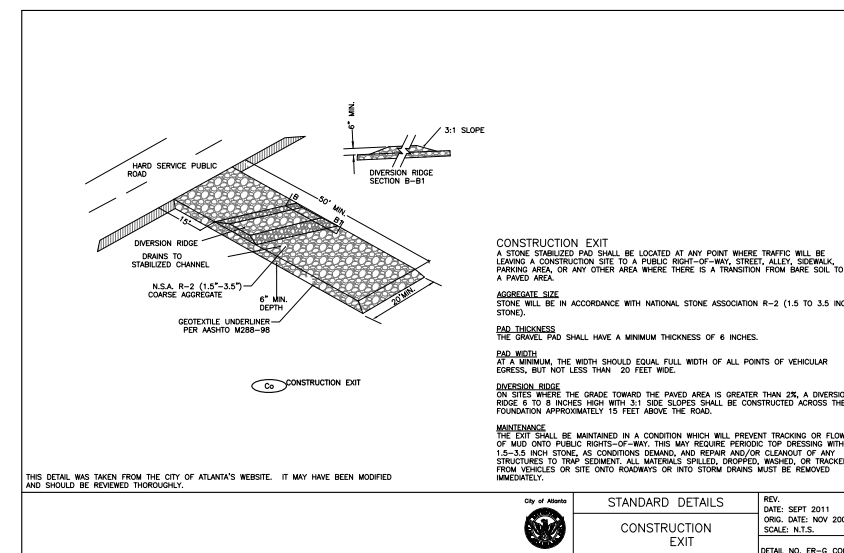 6" MIN.
3:1 SLOPE
DIVERSION RIDGE
SECTION B-B1
HARD SERVICE PUBLIC
ROAD
B
50' MIN.
B1
15'
DIVERSION RIDGE
DRAINS TO
STABILIZED CHANNEL
N.S.A. R-2 (1.5"-3.5")
COARSE AGGREGATE
6" MIN.
DEPTH
20'MIN.
GEOTEXTILE UNDERLINER
PER AASHTO M288-98
Co CONSTRUCTION EXIT
CONSTRUCTION EXIT
A STONE STABILIZED PAD SHALL BE LOCATED AT ANY POINT WHERE TRAFFIC WILL BE
LEAVING A CONSTRUCTION SITE TO A PUBLIC RIGHT-OF-WAY, STREET, ALLEY, SIDEWALK,
PARKING AREA, OR ANY OTHER AREA WHERE THERE IS A TRANSITION FROM BARE SOIL TO
A PAVED AREA.
AGGREGATE SIZE
STONE WILL BE IN ACCORDANCE WITH NATIONAL STONE ASSOCIATION R-2 (1.5 TO 3.5
STONE).
PAD THICKNESS
THE GRAVEL PAD SHALL HAVE A MINIMUM THICKNESS OF 6 INCHES.
PAD WIDTH
AT A MINIMUM, THE WIDTH SHOULD EQUAL FULL WIDTH OF ALL POINTS OF VEHICULAR
EGRESS, BUT NOT LESS THAN 20 FEET WIDE.
DIVERSION RIDGE
ON SITES WHERE THE GRADE TOWARD THE PAVED AREA IS GREATER THAN 2%, A
RIDGE 6 TO 8 INCHES HIGH WITH 3:1 SIDE SLOPES SHALL BE CONSTRUCTED ACROSS THE
FOUNDATION APPROXIMATELY 15 FEET ABOVE THE ROAD.
MAINTENANCE
THE EXIT SHALL BE MAINTAINED IN A CONDITION WHICH WILL PREVENT TRACKING OR FLOW
OF MUD ONTO PUBLIC RIGHTS-OF-WAY. THIS MAY REQUIRE PERIODIC TOP DRESSING WITH
1.5-3.5 INCH STONE, AS CONDITIONS DEMAND, AND REPAIR AND/OR CLEANOUT OF ANY
STRUCTURES TO TRAP SEDIMENT. ALL MATERIALS SPILLED, DROPPED, WASHED, OR
FROM VEHICLES OR SITE ONTO ROADWAYS OR INTO STORM DRAINS MUST BE REMOVED
IMMEDIATELY.
THIS DETAIL WAS TAKEN FROM THE CITY OF ATLANTA'S WEBSITE. IT MAY HAVE BEEN MODIFIED
AND SHOULD BE REVIEWED THOROUGHLY.
City of Atlanta
STANDARD DETAILS
CONSTRUCTION
EXIT
REV.
DATE: SEPT 2011
ORIG. DATE: NOV
SCALE: N.T.S.
DETAIL NO. ER-G